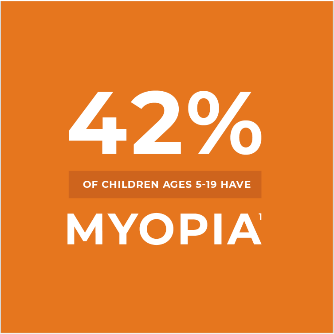 42%
OF CHILDREN AGES 5-19 HAVE
MYOPIA¹